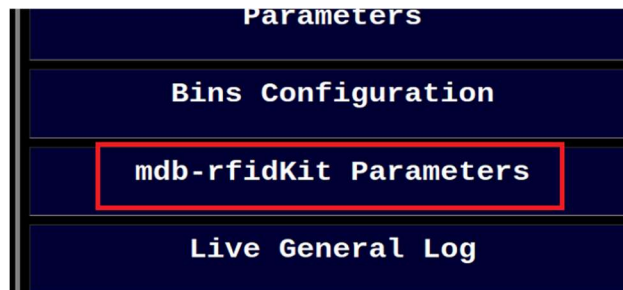 Parameters
Bins Configuration
mdb-rfidKit Parameters
Live General Log